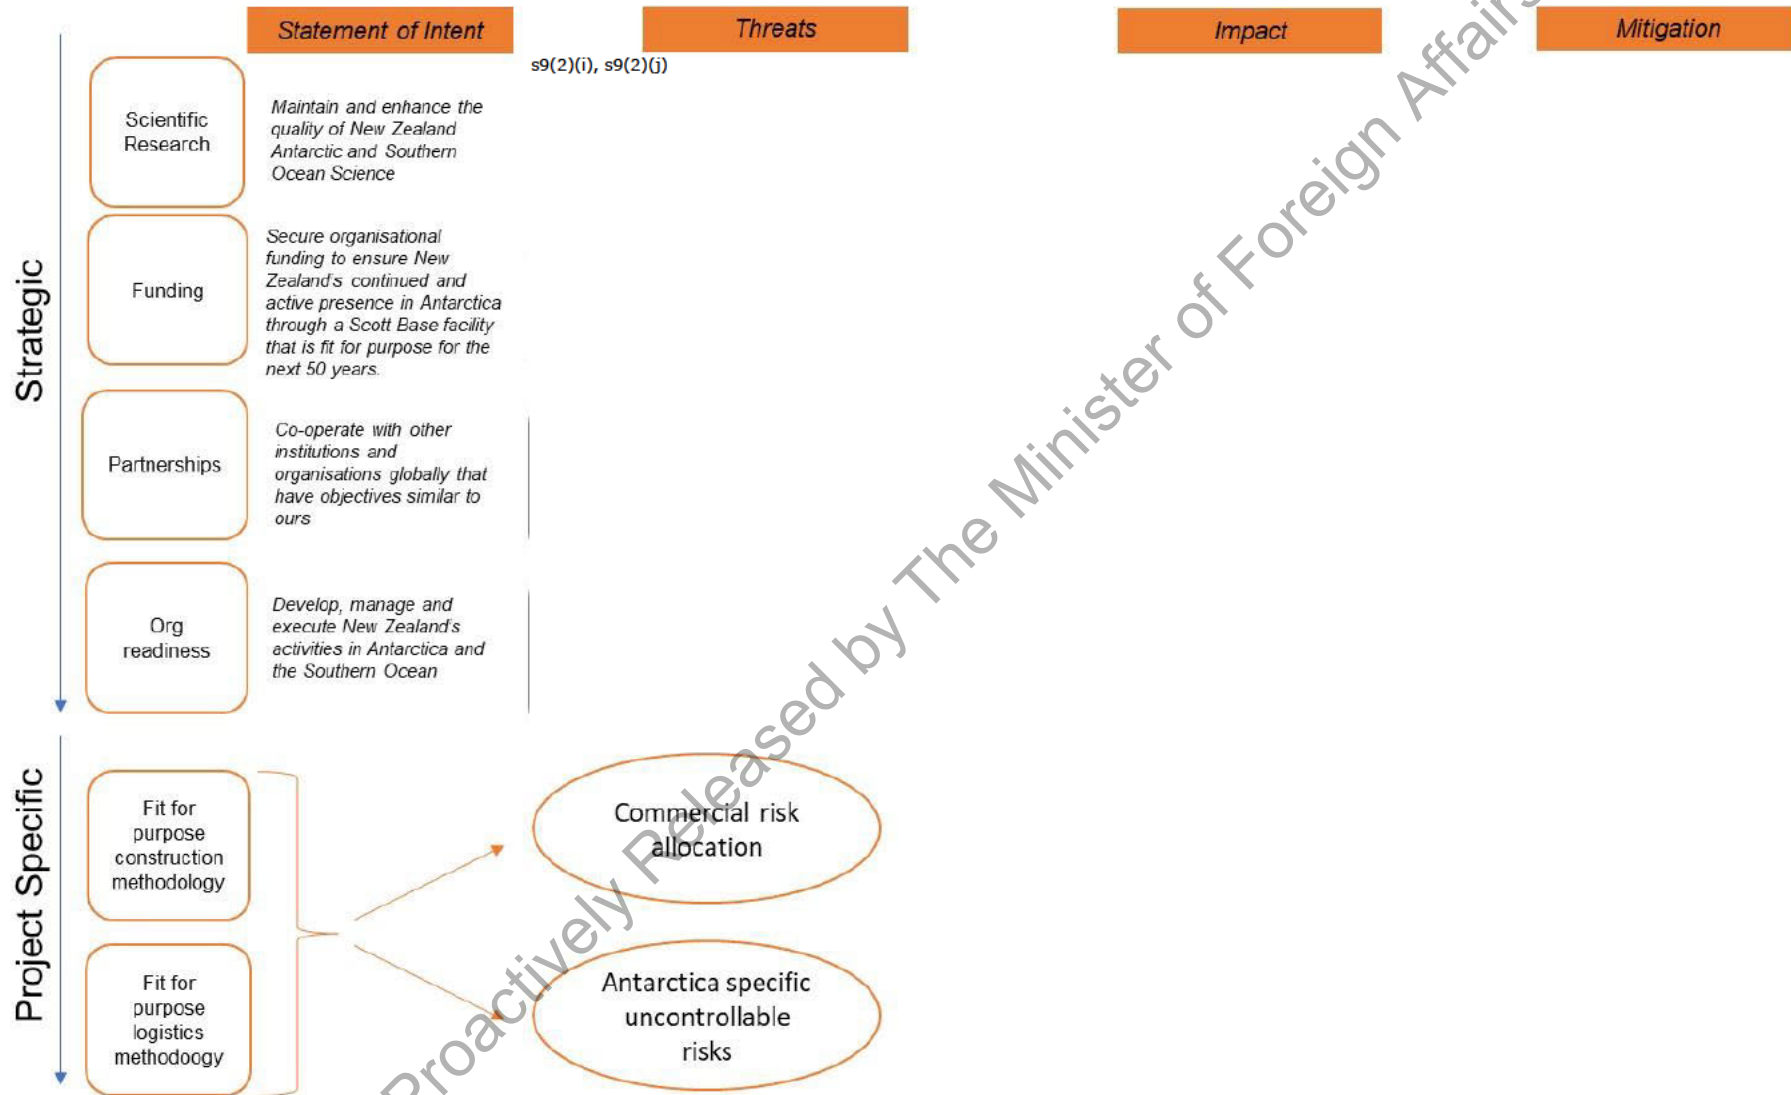 Statement of Intent
Threats
Impact
Mitigation
s9(2)(i), s9(2)(j)
Strategic
Scientific
Research
Maintain and enhance the
quality of New Zealand
Antarctic and Southern
Ocean Science
Funding
Secure organisational
funding to ensure New
Zealand's continued and
active presence in Antarctica
through a Scott Base facility
that is fit for purpose for the
next 50 years.
Partnerships
Co-operate with other
institutions and
organisations globally that
have objectives similar to
ours
Org
readiness
Develop, manage and
execute New Zealand's
activities in Antarctica and
the Southern Ocean
Project Specific
Fit for
purpose
construction
methodology
Fit for
purpose
logistics
methodoogy
Commercial risk
allocation
Antarctica specific
uncontrollable
risks
Proactively Released by The Minister of Foreign Affairs